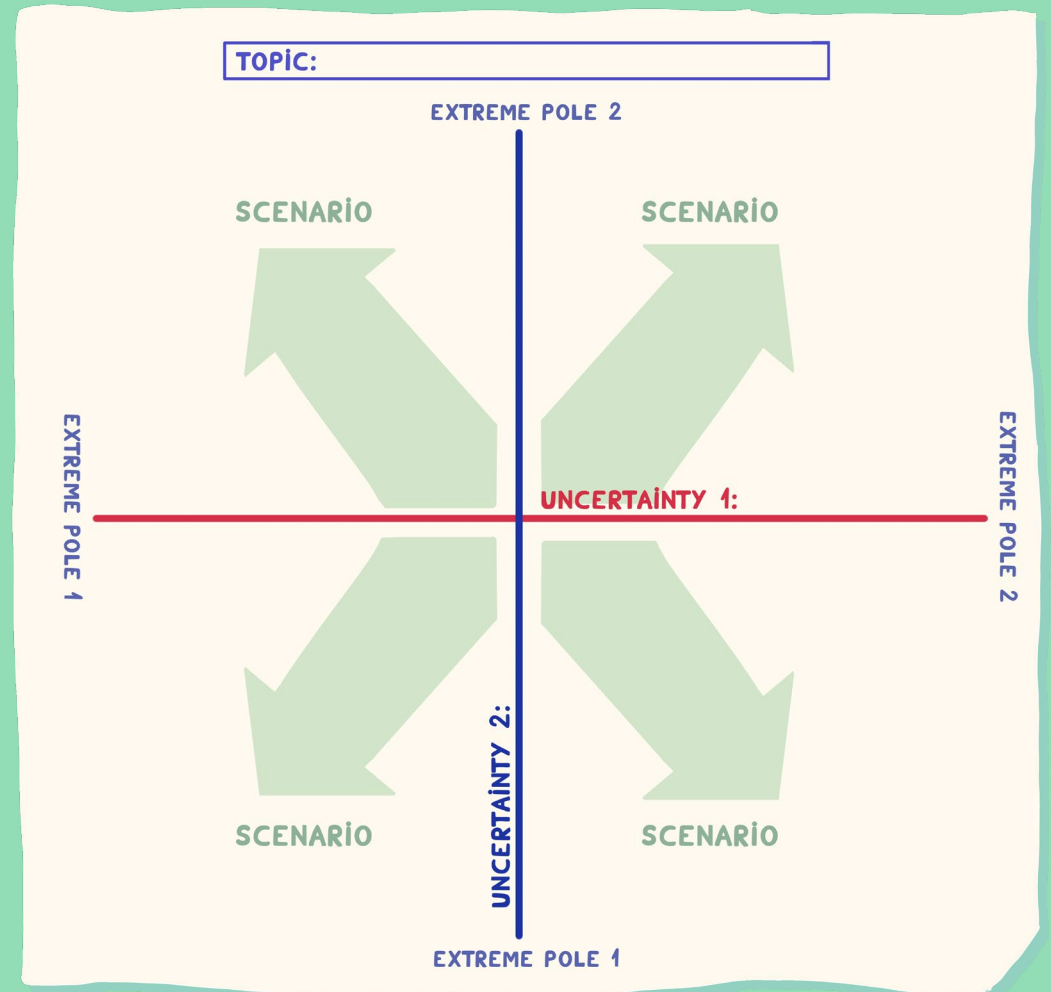 TOPIC:
EXTREME POLE 2
SCENARIO
SCENARIO
EXTREME POLE 1
UNCERTAINTY 1:
EXTREME POLE 2
UNCERTAINTY 2:
SCENARIO
SCENARIO
EXTREME POLE 1